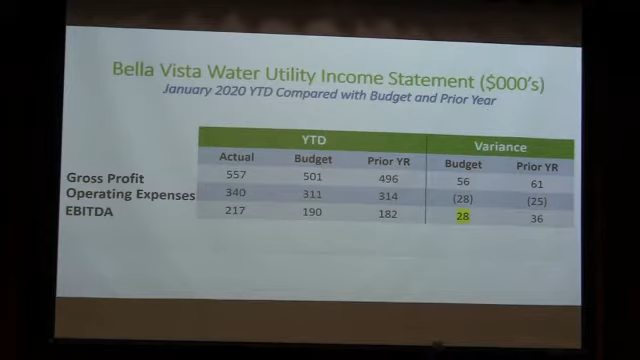 Bella Vista Water Utility Income Statement ($000's)
January 2020 YTD Compared with Budget and Prior Year
YTD Variance
Actual Budget Prior YR Budget Prior YR
Gross Profit 557 501 496 56 61
Operating Expenses 340 311 314 (28) (25)
EBITDA 217 190 182 28 36